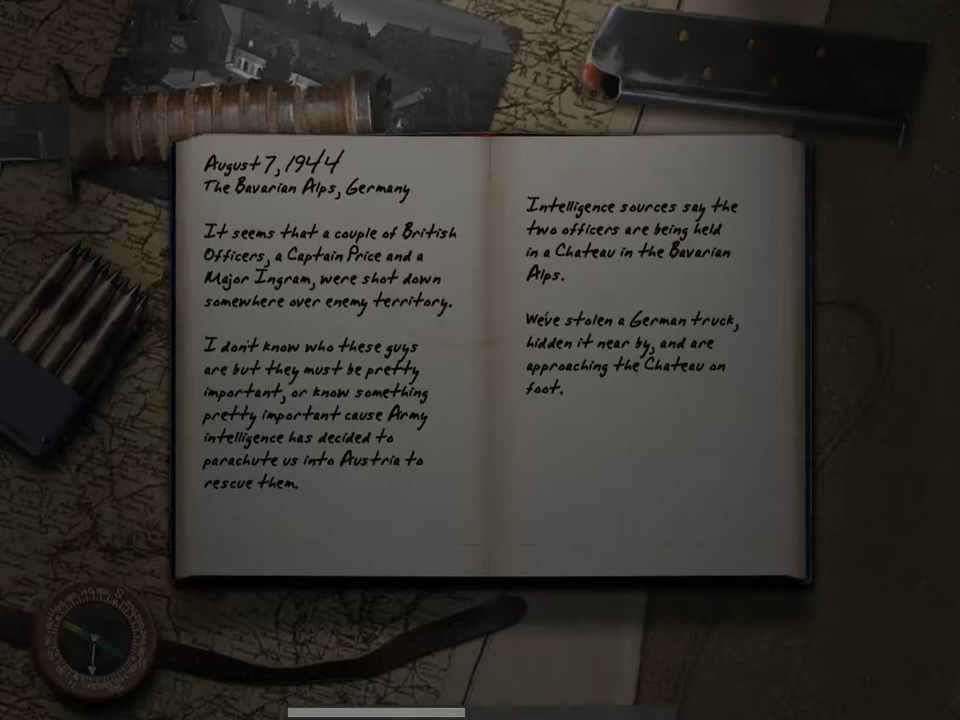 August 7, 1944
The Bavarian Alps, Germany
It seems that a couple of British
Officers, a Captain Price and a
Major Ingram, were shot down
somewhere over enemy territory.
I don't know who these guys
are but they must be pretty
important, or know something
pretty important cause Army
intelligence has decided to
parachute us into Austria to
rescue them.
Intelligence sources say the
two officers are being held
in a Chateau in the Bavarian
Alps.
We've stolen a German truck,
hidden it near by, and are
approaching the Chateau on
foot.